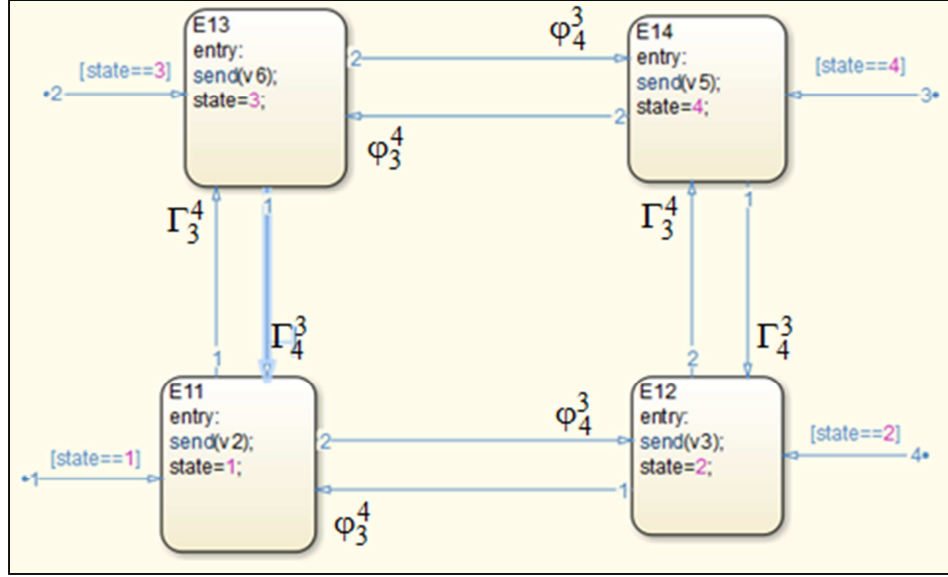 E13
entry:
send(v6);
state=3;
φ₄³
E14
entry:
send(v5);
state=4;
[state==3]
2
2
[state==4]
3
2
φ₃⁴
Γ₃⁴
1
Γ₃⁴
1
Γ₄³
Γ₄³
1
2
E11
entry:
send(v2);
state=1;
φ₄³
E12
entry:
send(v3);
state=2;
[state==1]
1
2
[state==2]
4
1
φ₃⁴